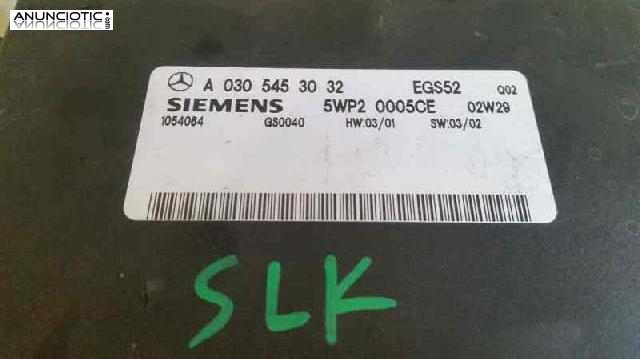 ANUNCIOTIC.com
A 030 545 30 32 EGS52 Q02
SIEMENS 5WP2 0005CE 02W29
1054064 GS0040 HW:03/01 SW:03/02
SLK